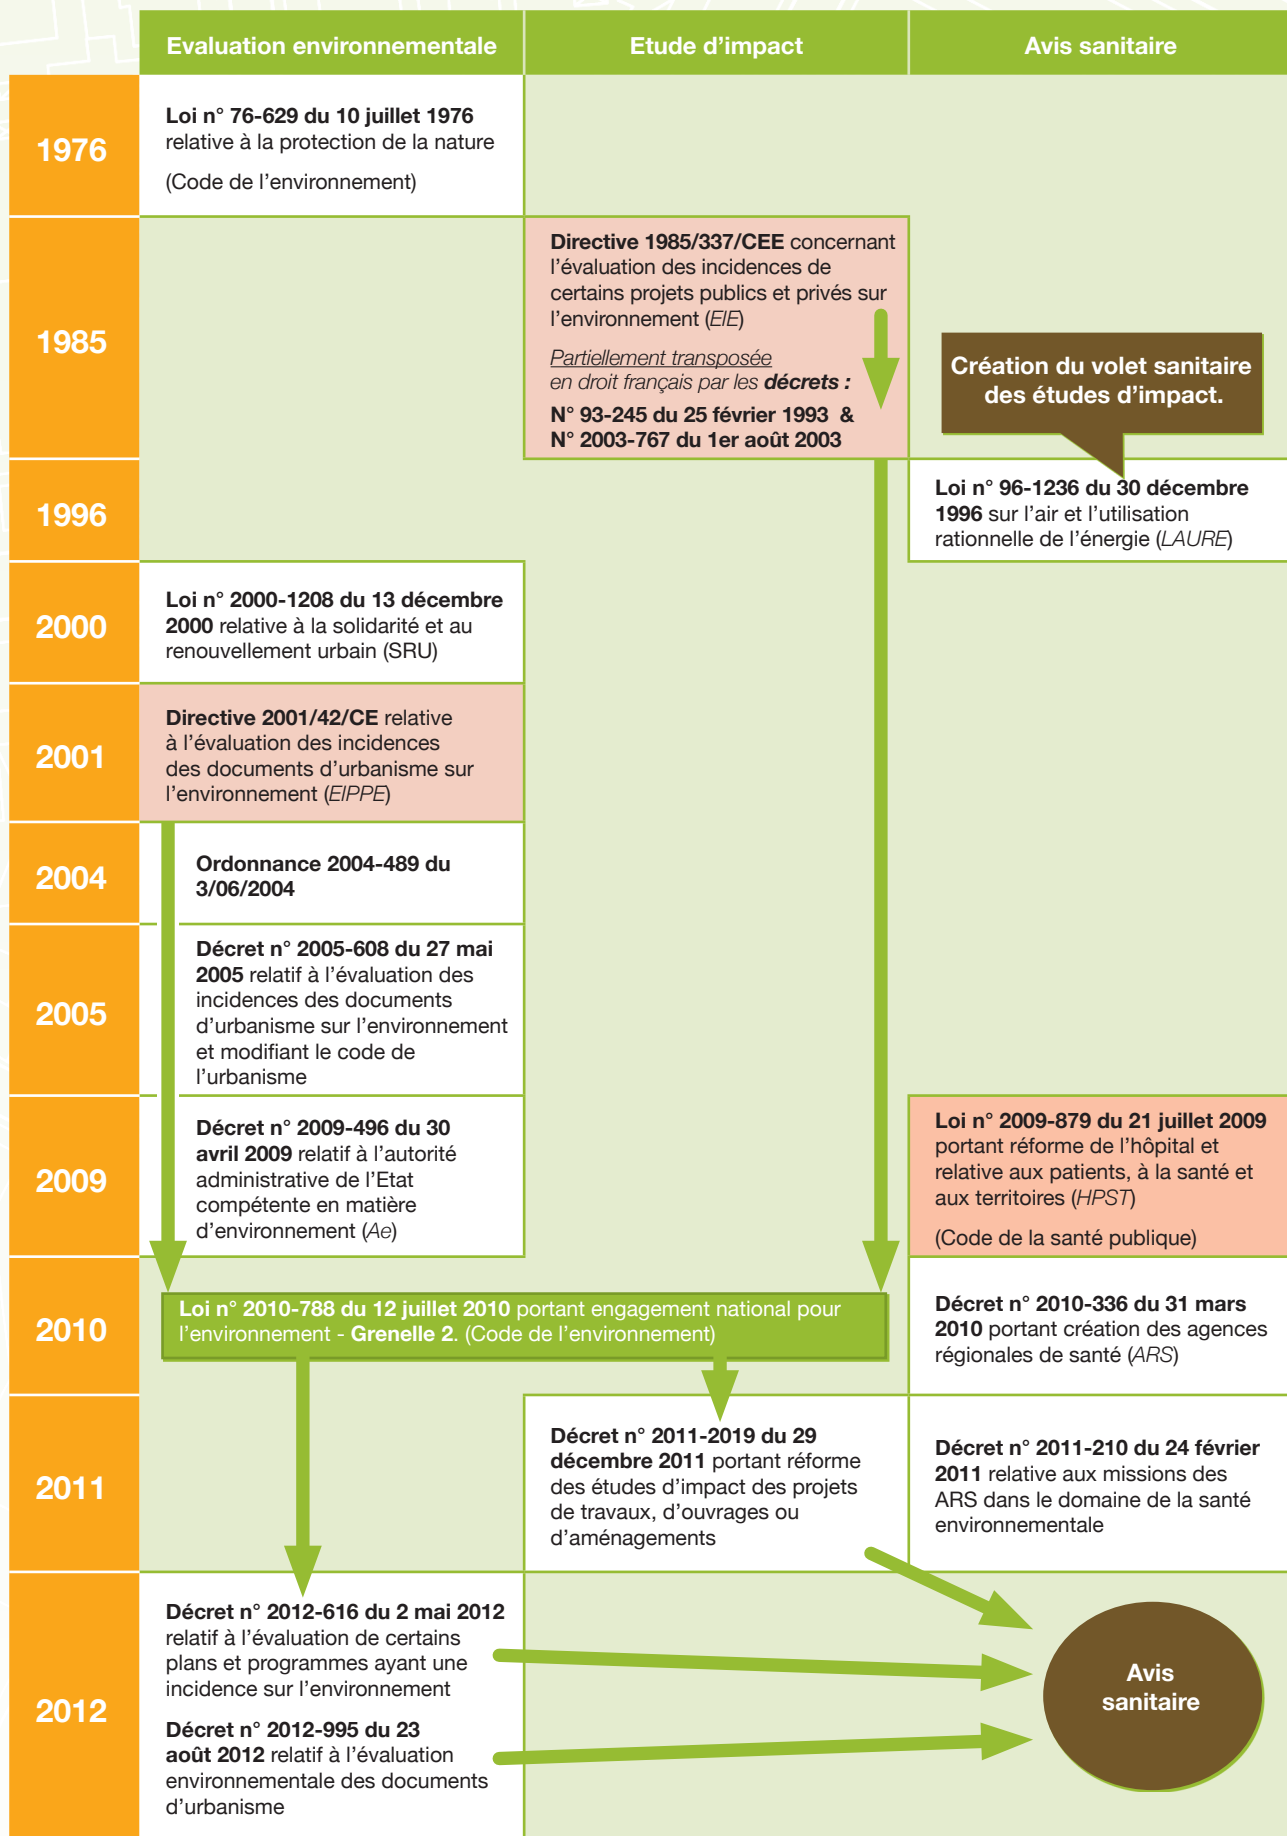 Evaluation environnementale
Etude d’impact
Avis sanitaire
1976
Loi n° 76-629 du 10 juillet 1976
relative à la protection de la nature
(Code de l’environnement)
1985
Directive 1985/337/CEE concernant
l’évaluation des incidences de
certains projets publics et privés sur
l’environnement (EIE)
Partiellement transposée
en droit français par les décrets :
N° 93-245 du 25 février 1993 &
N° 2003-767 du 1er août 2003
Création du volet sanitaire
des études d’impact.
1996
Loi n° 96-1236 du 30 décembre
1996 sur l’air et l’utilisation
rationnelle de l’énergie (LAURE)
2000
Loi n° 2000-1208 du 13 décembre
2000 relative à la solidarité et au
renouvellement urbain (SRU)
2001
Directive 2001/42/CE relative
à l’évaluation des incidences
des documents d’urbanisme sur
l’environnement (EIPPE)
2004
Ordonnance 2004-489 du
3/06/2004
2005
Décret n° 2005-608 du 27 mai
2005 relatif à l’évaluation des
incidences des documents
d’urbanisme sur l’environnement
et modifiant le code de
l’urbanisme
2009
Décret n° 2009-496 du 30
avril 2009 relatif à l’autorité
administrative de l’Etat
compétente en matière
d’environnement (Ae)
Loi n° 2009-879 du 21 juillet 2009
portant réforme de l’hôpital et
relative aux patients, à la santé et
aux territoires (HPST)
(Code de la santé publique)
2010
Loi n° 2010-788 du 12 juillet 2010 portant engagement national pour
l’environnement - Grenelle 2. (Code de l’environnement)
Décret n° 2010-336 du 31 mars
2010 portant création des agences
régionales de santé (ARS)
2011
Décret n° 2011-2019 du 29
décembre 2011 portant réforme
des études d’impact des projets
de travaux, d’ouvrages ou
d’aménagements
Décret n° 2011-210 du 24 février
2011 relative aux missions des
ARS dans le domaine de la santé
environnementale
2012
Décret n° 2012-616 du 2 mai 2012
relatif à l’évaluation de certains
plans et programmes ayant une
incidence sur l’environnement
Décret n° 2012-995 du 23
août 2012 relatif à l’évaluation
environnementale des documents
d’urbanisme
Avis
sanitaire